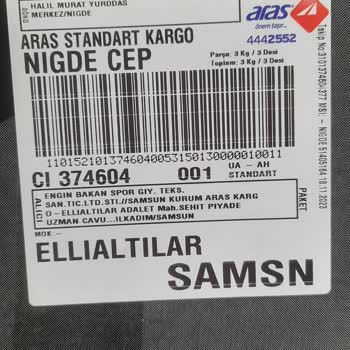 HALIL MURAT YURDDAS
MERKEZ/NIGDE
aras
önem taşır...
ARAS STANDART KARGO
4442552
NIGDE CEP
Parça: 3 Kg / 3 Desi
Toplam: 3 Kg / 3 Desi
CI 374604 001
UA - AH
STANDART
ALICI
ENGIN BAKAN SPOR GIY. TEKS.
SAN.TIC.LTD.STI//SAMSUN KURUM ARAS KARG
O-ELLIALTILAR ADALET Mah.SEHIT PIYADE
UZMAN CAVU...ILKADIM/SAMSUN
PAKET
MOK: -
ELLIALTILAR
SAMSN